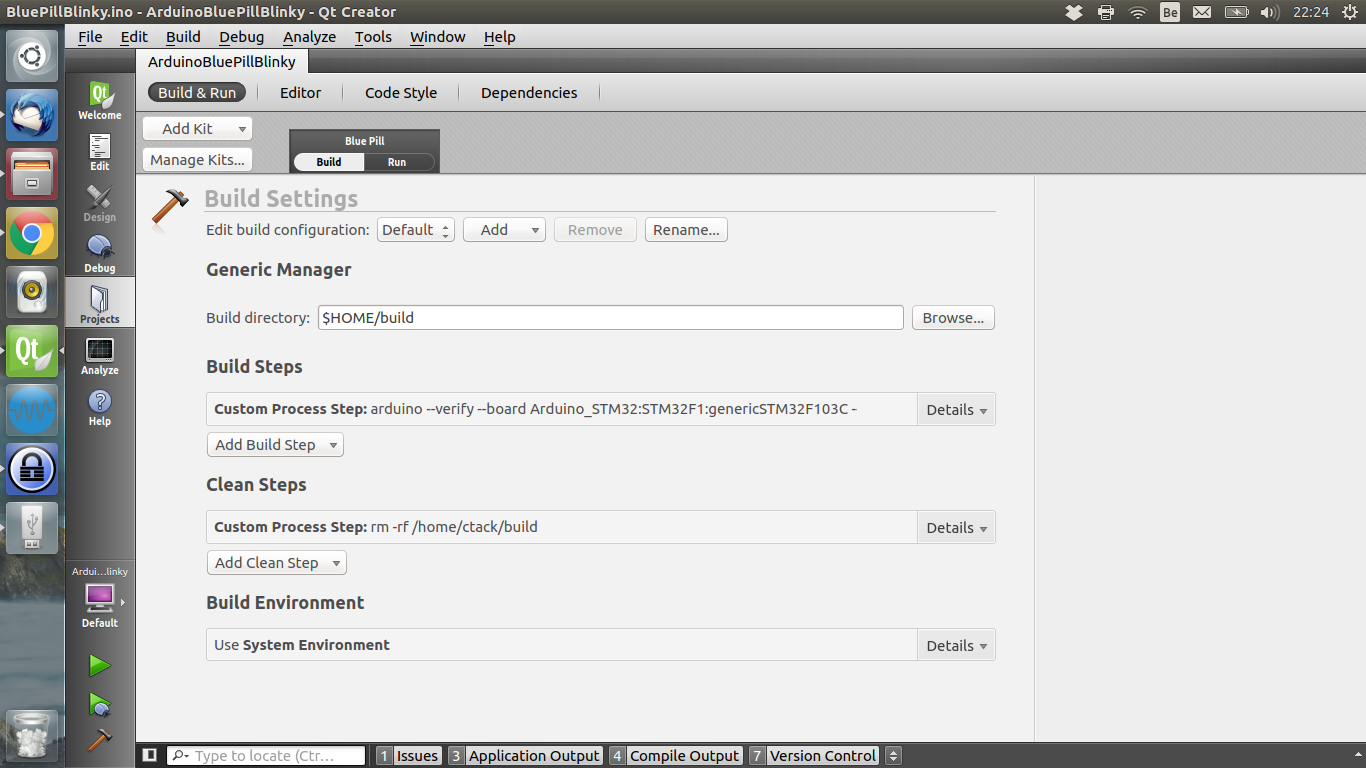 BluePillBlinky.ino - ArduinoBluePillBlinky - Qt Creator
Be
22:24
File Edit Build Debug Analyze Tools Window Help
ArduinoBluePillBlinky
Build & Run
Editor
Code Style
Dependencies
Add Kit
Manage Kits...
Blue Pill
Build
Run
Qt
Welcome
Edit
Design
Debug
Projects
Analyze
Help
Build Settings
Edit build configuration: Default Add Remove Rename...
Generic Manager
Build directory: $HOME/build Browse...
Build Steps
Custom Process Step: arduino --verify --board Arduino_STM32:STM32F1:genericSTM32F103C - Details
Add Build Step
Clean Steps
Custom Process Step: rm -rf /home/ctack/build Details
Add Clean Step
Build Environment
Use System Environment Details
Qt
Ardui...linky
Default
Type to locate (Ctr...
1 Issues 3 Application Output 4 Compile Output 7 Version Control